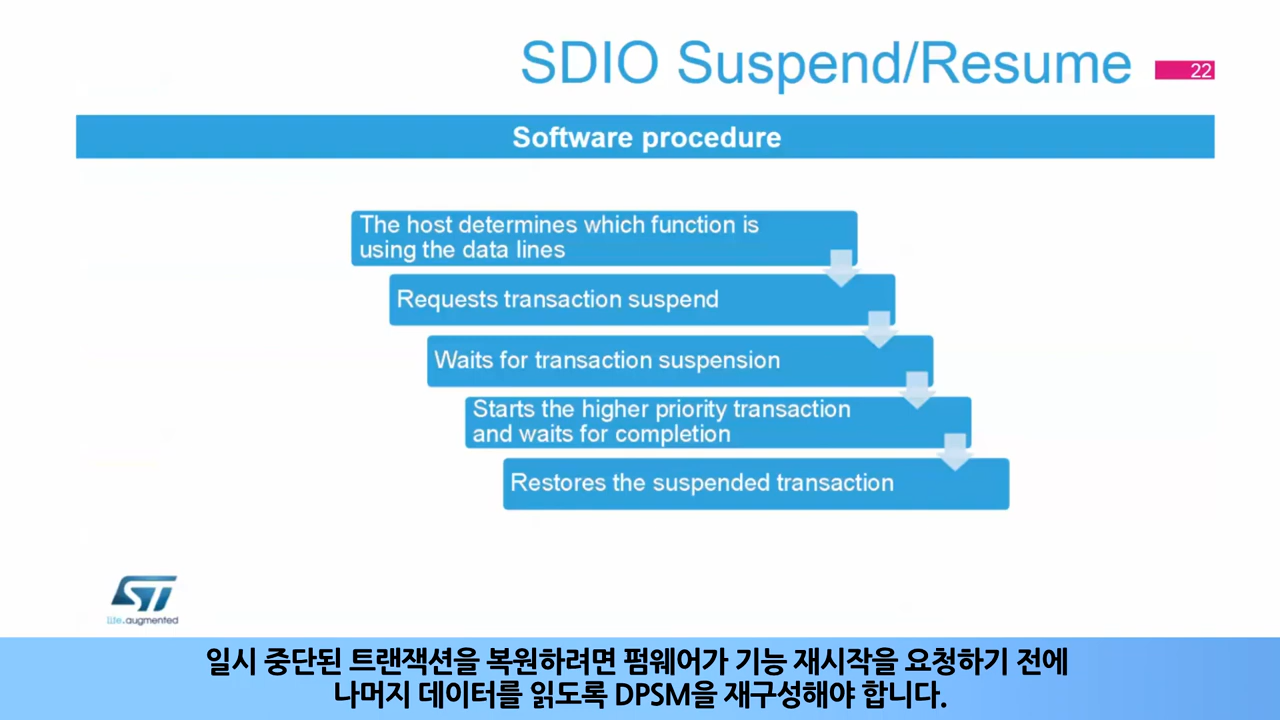 SDIO Suspend/Resume
22
Software procedure
The host determines which function is
using the data lines
Requests transaction suspend
Waits for transaction suspension
Starts the higher priority transaction
and waits for completion
Restores the suspended transaction
ST
life.augmented
일시 중단된 트랜잭션을 복원하려면 펌웨어가 기능 재시작을 요청하기 전에
나머지 데이터를 읽도록 DPSM을 재구성해야 합니다.